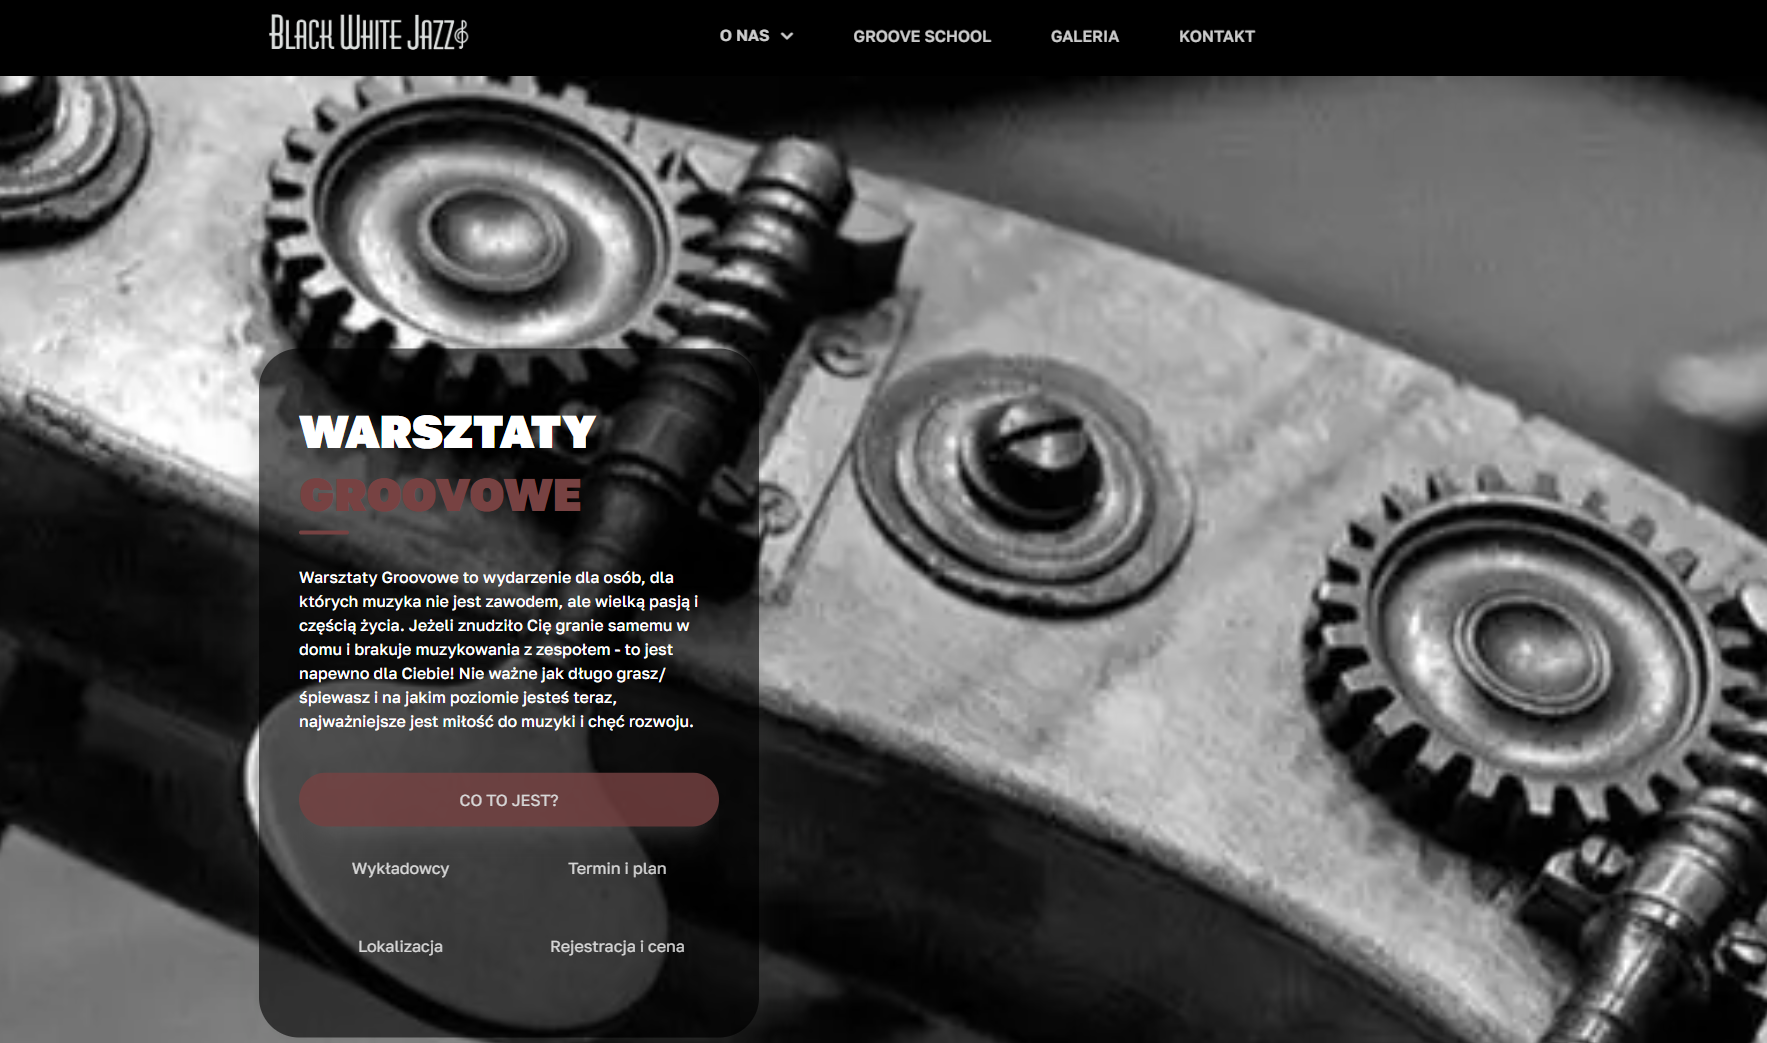 BLACK WHITE JAZZ
O NAS
GROOVE SCHOOL
GALERIA
KONTAKT
WARSZTATY
GROOVOWE
Warsztaty Groovowe to wydarzenie dla osób, dla
których muzyka nie jest zawodem, ale wielką pasją i
częścią życia. Jeżeli znudziło Cię granie samemu w
domu i brakuje muzykowania z zespołem - to jest
napewno dla Ciebie! Nie ważne jak długo grasz/
śpiewasz i na jakim poziomie jesteś teraz,
najważniejsze jest miłość do muzyki i chęć rozwoju.
CO TO JEST?
Wykładowcy
Termin i plan
Lokalizacja
Rejestracja i cena